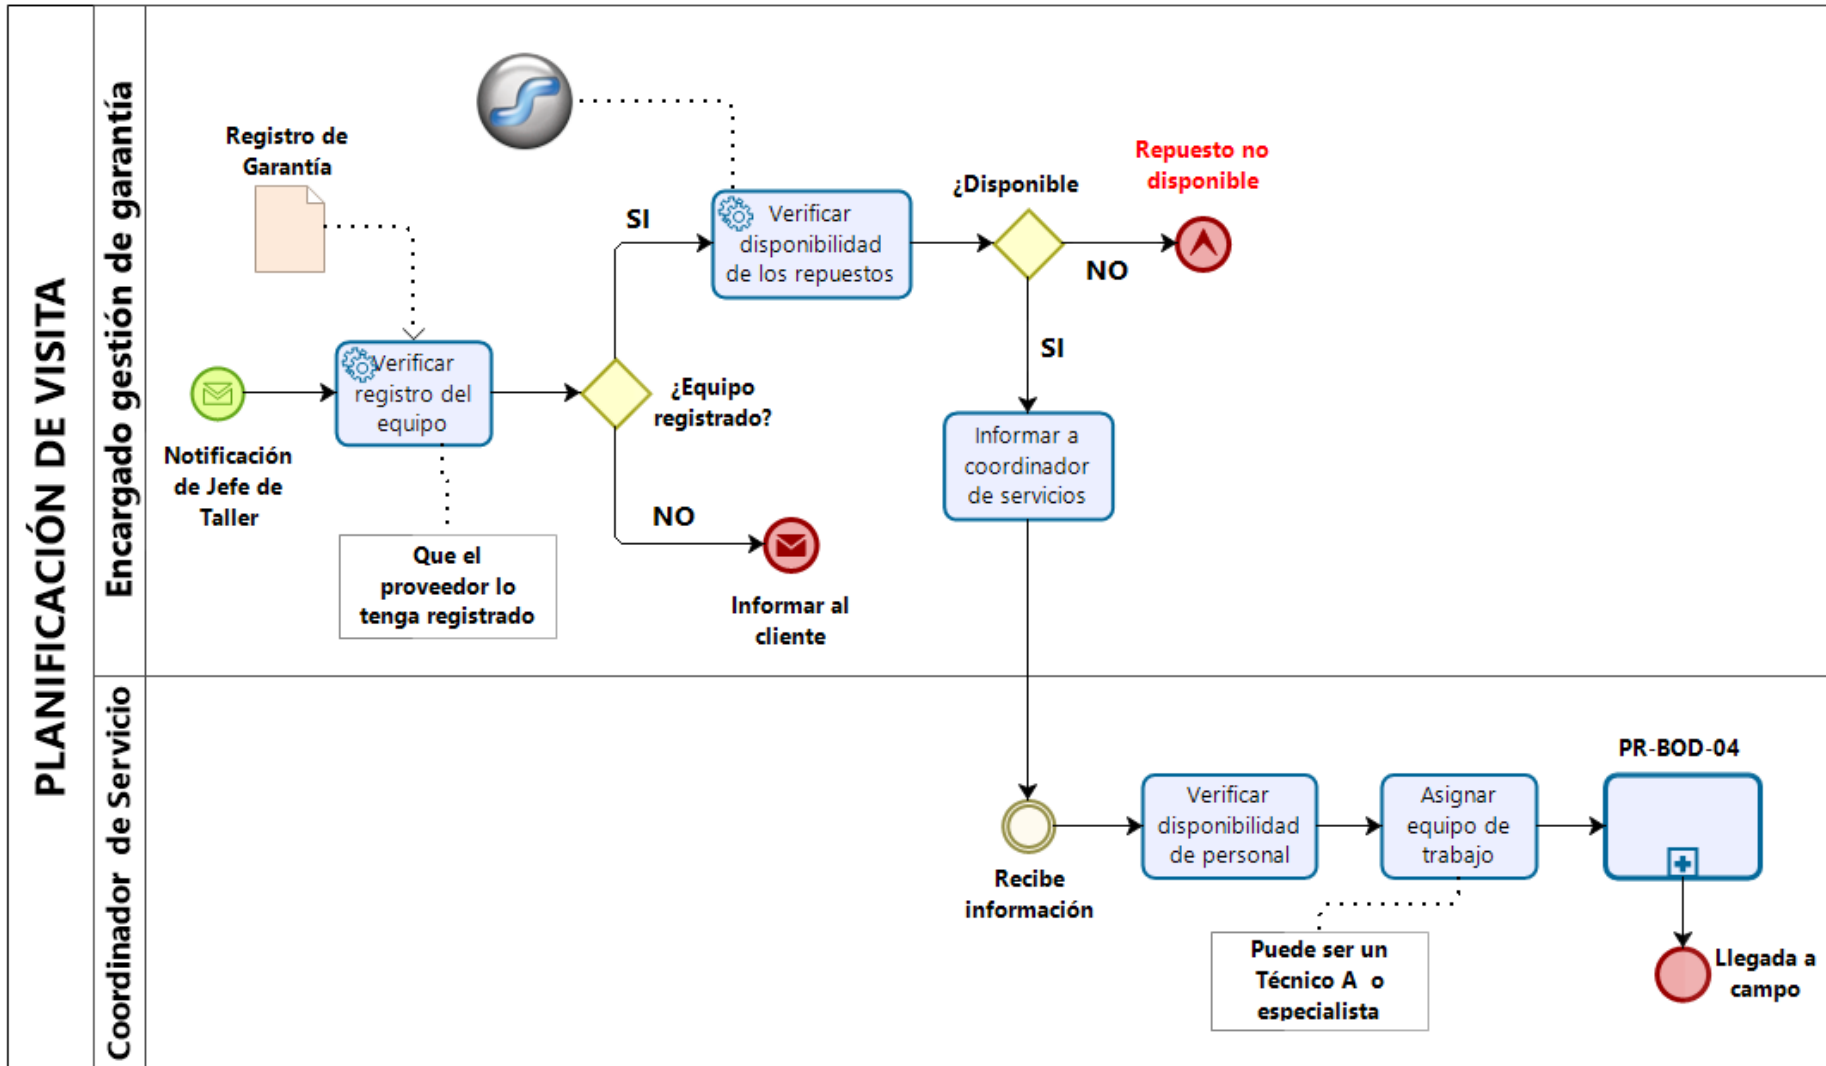 PLANIFICACIÓN DE VISITA
Encargado gestión de garantía
Registro de
Garantía
Notificación
de Jefe de
Taller
Verificar
registro del
equipo
Que el
proveedor lo
tenga registrado
¿Equipo
registrado?
SI
NO
Informar al
cliente
Verificar
disponibilidad
de los repuestos
¿Disponible
NO
Repuesto no
disponible
SI
Informar a
coordinador
de servicios
Coordinador de Servicio
Recibe
información
Verificar
disponibilidad
de personal
Asignar
equipo de
trabajo
Puede ser un
Técnico A o
especialista
PR-BOD-04
Llegada a
campo